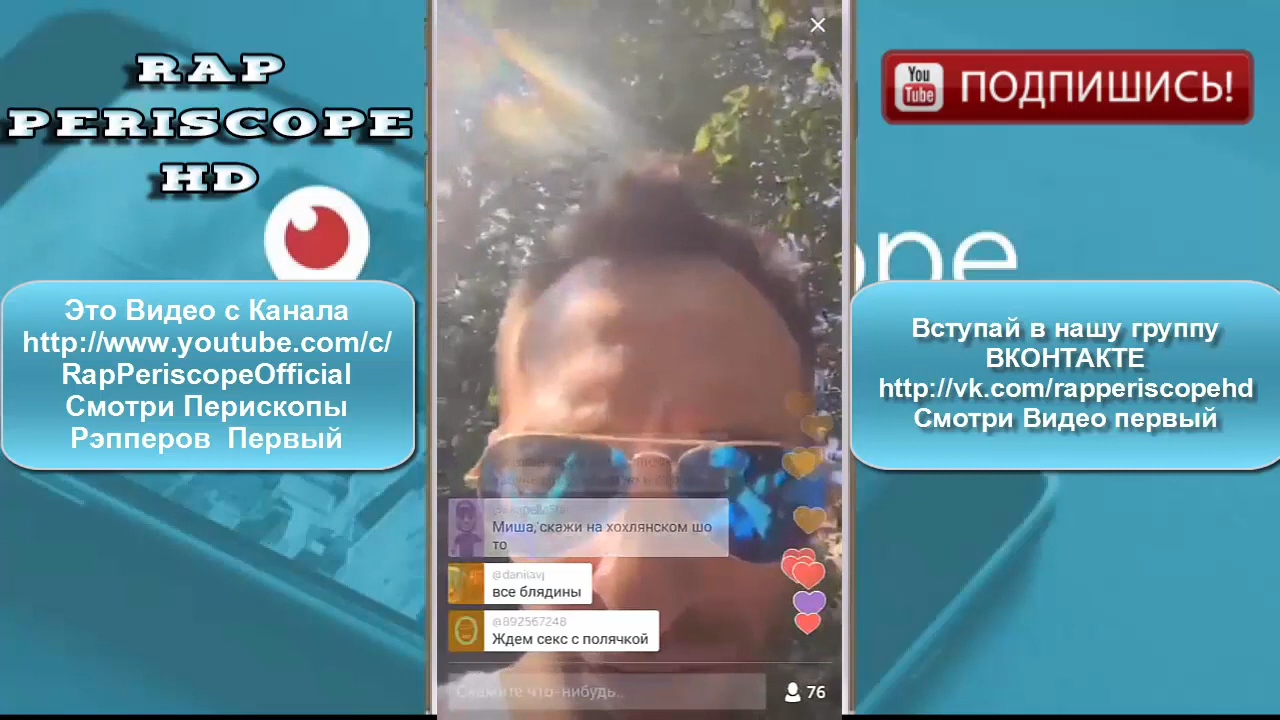 RAP
PERISCOPE
HD
Это Видео с Канала
http://www.youtube.com/c/
RapPeriscopeOfficial
Смотри Перископы
Рэпперов Первый
Миша, скажи на хохлянском шо
то
@danilavj
все блядины
@892567248
Ждем секс с полячкой
Скажите что-нибудь..
76
You
Tube
ПОДПИШИСЬ!
ope
Вступай в нашу группу
ВКОНТАКТЕ
http://vk.com/rapperiscopehd
Смотри Видео первый